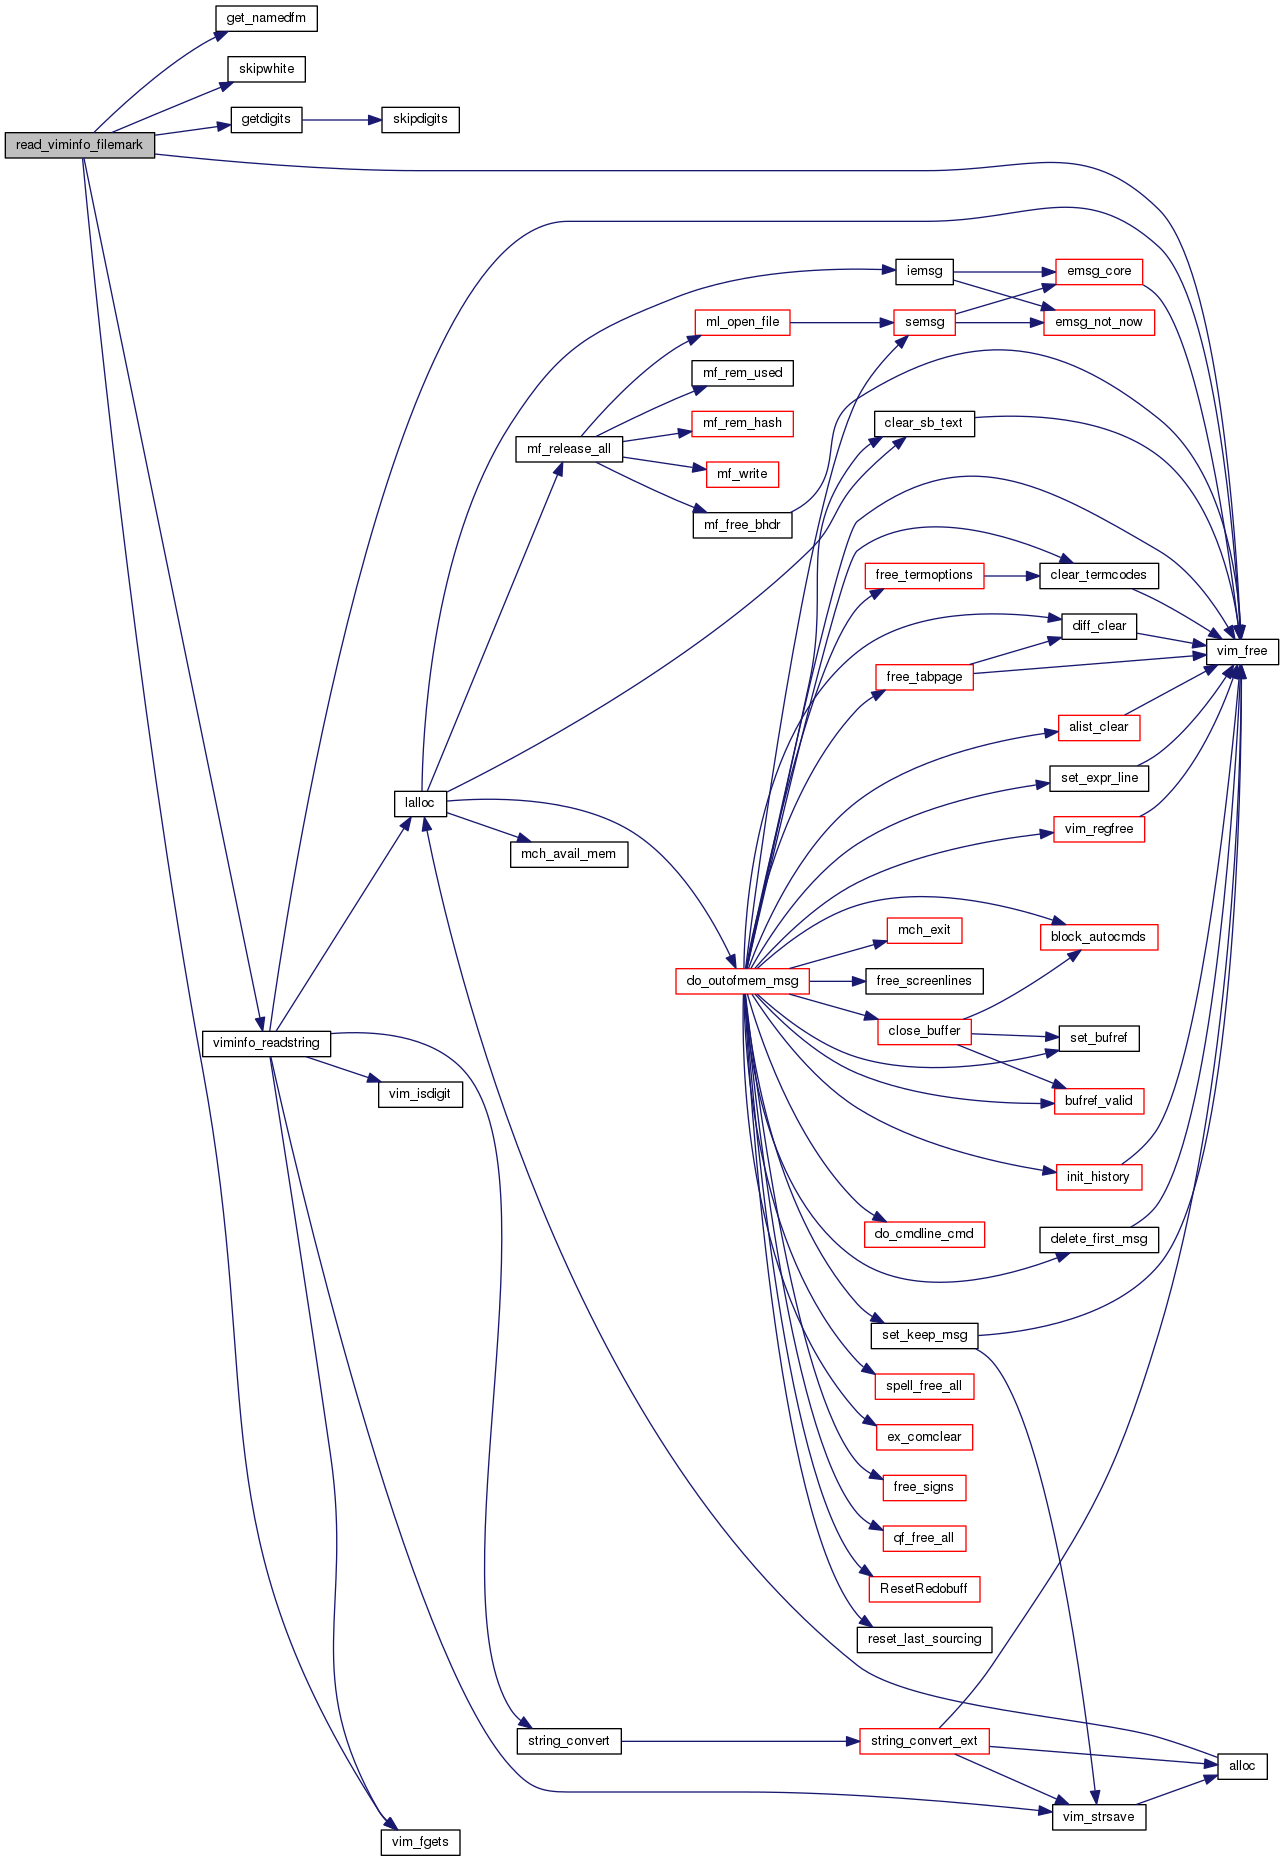 get_namedfm
skipwhite
getdigits
skipdigits
read_viminfo_filemark
iemsg
emsg_core
ml_open_file
semsg
emsg_not_now
mf_rem_used
mf_rem_hash
clear_sb_text
mf_release_all
mf_write
mf_free_bhdr
free_termoptions
clear_termcodes
diff_clear
vim_free
free_tabpage
alist_clear
set_expr_line
lalloc
vim_regfree
mch_avail_mem
mch_exit
block_autocmds
do_outofmem_msg
free_screenlines
close_buffer
set_bufref
viminfo_readstring
vim_isdigit
bufref_valid
init_history
do_cmdline_cmd
delete_first_msg
set_keep_msg
spell_free_all
ex_comclear
free_signs
qf_free_all
ResetRedobuff
reset_last_sourcing
string_convert
string_convert_ext
alloc
vim_strsave
vim_fgets